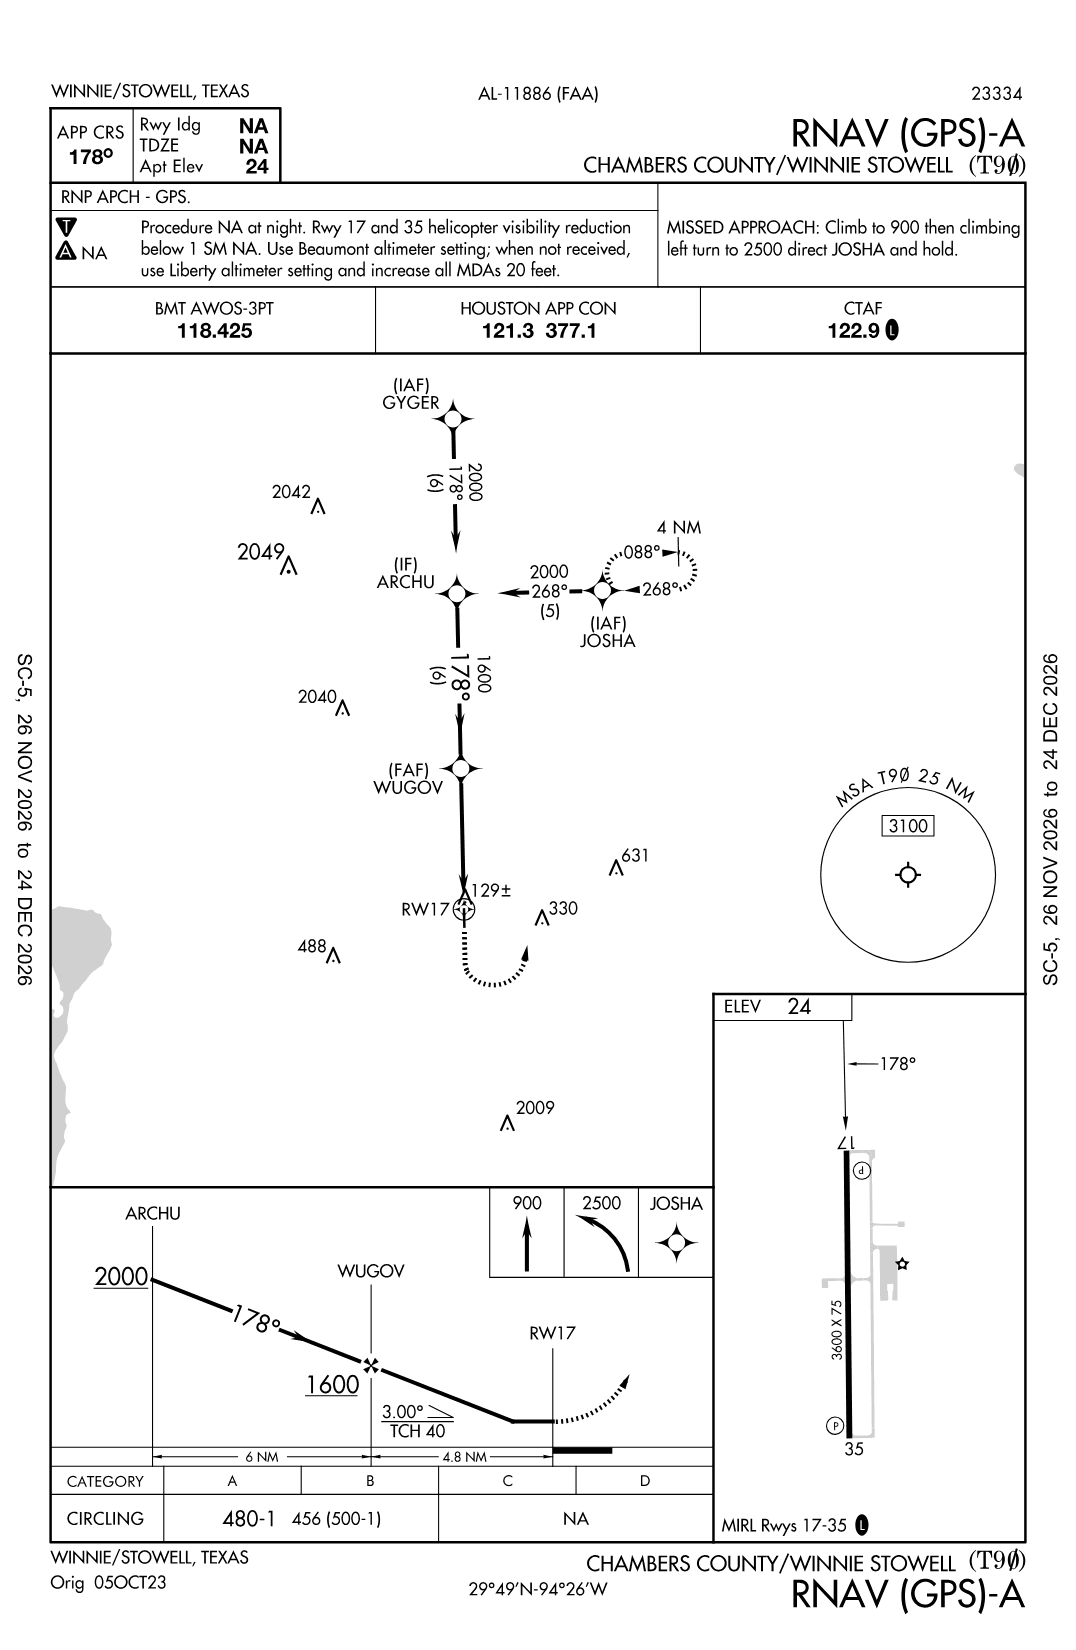 WINNIE/STOWELL, TEXAS
AL-11886 (FAA)
23334
APP CRS
178°
Rwy ldg NA
TDZE NA
Apt Elev 24
RNAV (GPS)-A
CHAMBERS COUNTY/WINNIE STOWELL (T9Ø)
RNP APCH - GPS.
T
A NA
Procedure NA at night. Rwy 17 and 35 helicopter visibility reduction
below 1 SM NA. Use Beaumont altimeter setting; when not received,
use Liberty altimeter setting and increase all MDAs 20 feet.
MISSED APPROACH: Climb to 900 then climbing
left turn to 2500 direct JOSHA and hold.
BMT AWOS-3PT
118.425
HOUSTON APP CON
121.3 377.1
CTAF
122.9 L
(IAF)
GYGER
2000
178°
(6)
2042
2049
(IF)
ARCHU
2000
268°
(5)
4 NM
088°
268°
(IAF)
JOSHA
1600
178°
(6)
2040
(FAF)
WUGOV
MSA T9Ø 25 NM
3100
631
129±
RW17
330
488
2009
SC-5, 26 NOV 2026 to 24 DEC 2026
SC-5, 26 NOV 2026 to 24 DEC 2026
ELEV 24
178°
17
P
3600 X 75
P
35
MIRL Rwys 17-35 L
900
2500
JOSHA
ARCHU
2000
178°
WUGOV
1600
RW17
3.00°
TCH 40
6 NM
4.8 NM
CATEGORY A B C D
CIRCLING 480-1 456 (500-1) NA
WINNIE/STOWELL, TEXAS
Orig 05OCT23
29°49'N-94°26'W
CHAMBERS COUNTY/WINNIE STOWELL (T9Ø)
RNAV (GPS)-A